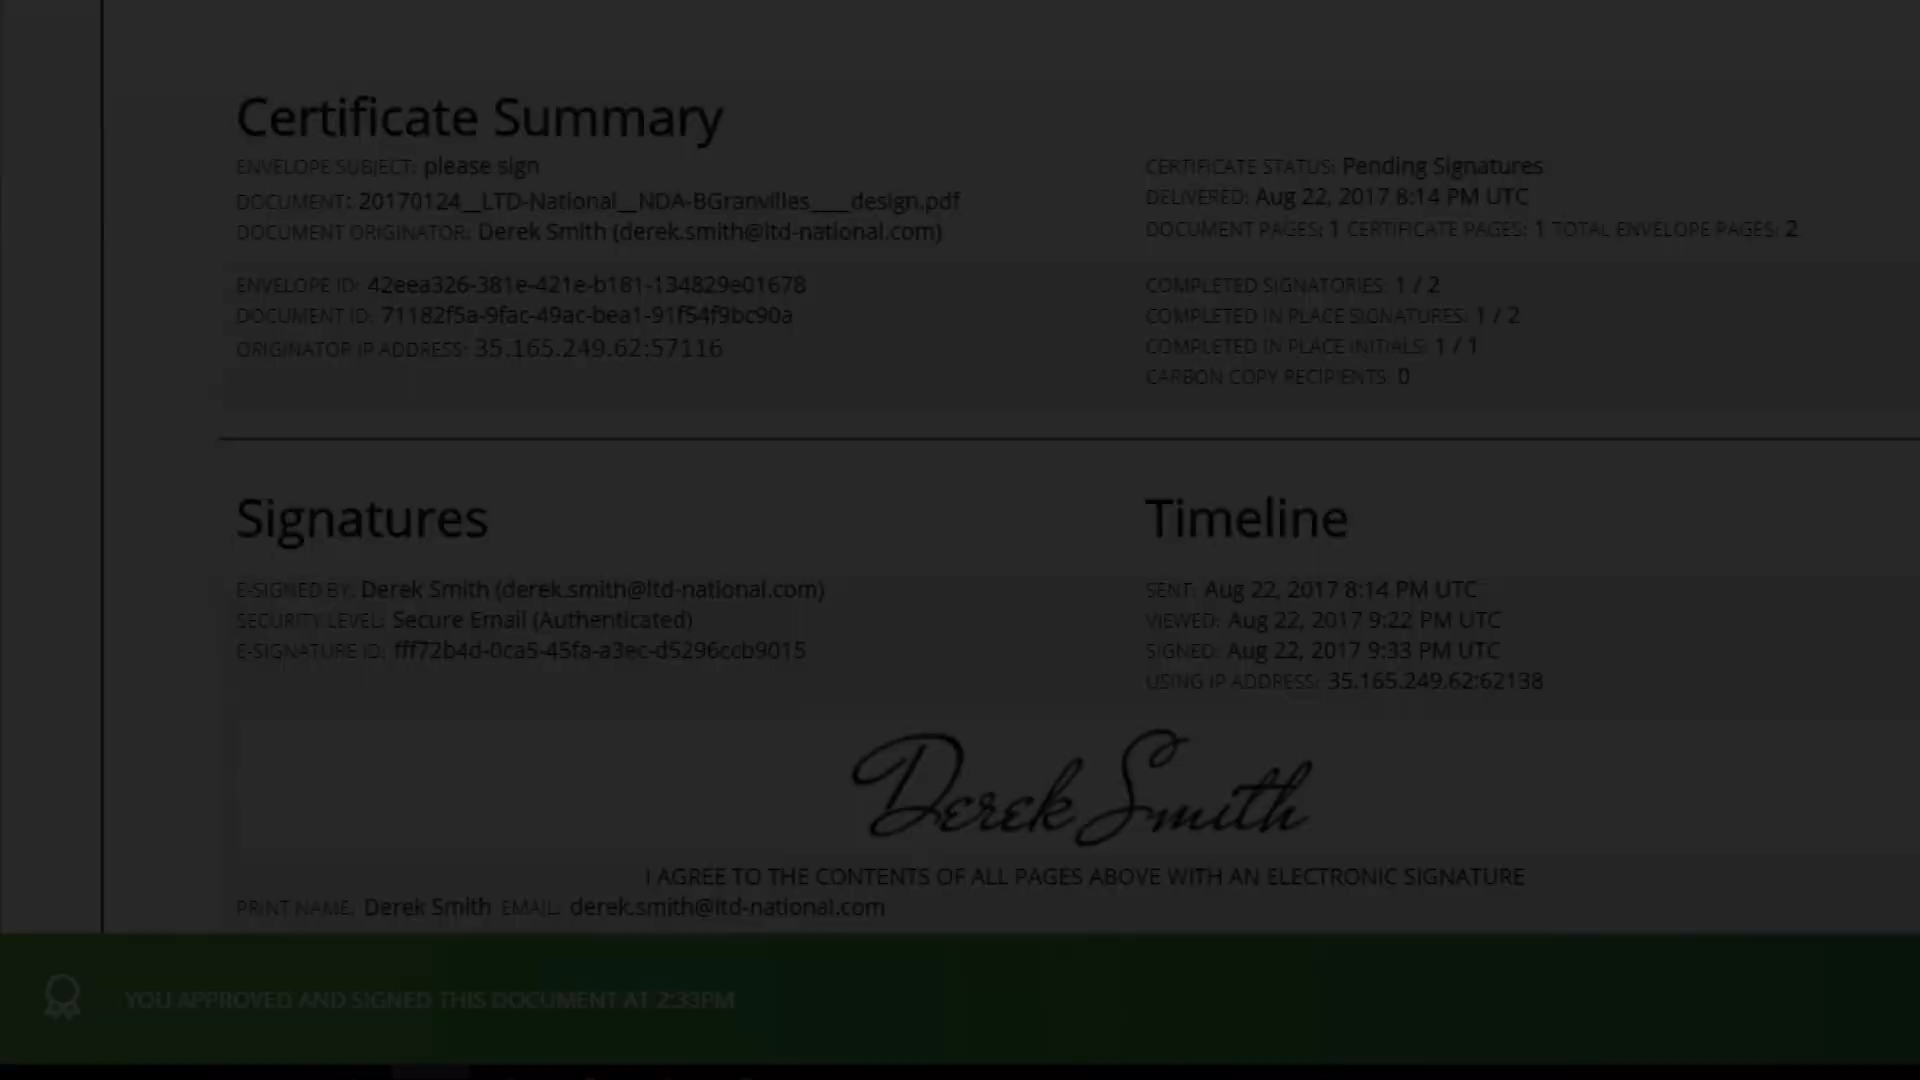 Certificate Summary
ENVELOPE SUBJECT: please sign
DOCUMENT: 20170124__LTD-National__NDA-BGranvilles____design.pdf
DOCUMENT ORIGINATOR: Derek Smith (derek.smith@ltd-national.com)
ENVELOPE ID: 42eea326-381e-421e-b181-134829e01678
DOCUMENT ID: 71182f5a-9fac-49ac-bea1-91f54f9bc90a
ORIGINATOR IP ADDRESS: 35.165.249.62:57116
CERTIFICATE STATUS: Pending Signatures
DELIVERED: Aug 22, 2017 8:14 PM UTC
DOCUMENT PAGES: 1 CERTIFICATE PAGES: 1 TOTAL ENVELOPE PAGES: 2
COMPLETED SIGNATORIES: 1 / 2
COMPLETED IN PLACE SIGNATURES: 1 / 2
COMPLETED IN PLACE INITIALS: 1 / 1
CARBON COPY RECIPIENTS: 0
Signatures
E-SIGNED BY: Derek Smith (derek.smith@ltd-national.com)
SECURITY LEVEL: Secure Email (Authenticated)
E-SIGNATURE ID: fff72b4d-0ca5-45fa-a3ec-d5296ccb9015
Timeline
SENT: Aug 22, 2017 8:14 PM UTC
VIEWED: Aug 22, 2017 9:22 PM UTC
SIGNED: Aug 22, 2017 9:33 PM UTC
USING IP ADDRESS: 35.165.249.62:62138
Derek Smith
I AGREE TO THE CONTENTS OF ALL PAGES ABOVE WITH AN ELECTRONIC SIGNATURE
PRINT NAME: Derek Smith EMAIL: derek.smith@ltd-national.com
YOU APPROVED AND SIGNED THIS DOCUMENT AT 2:33PM